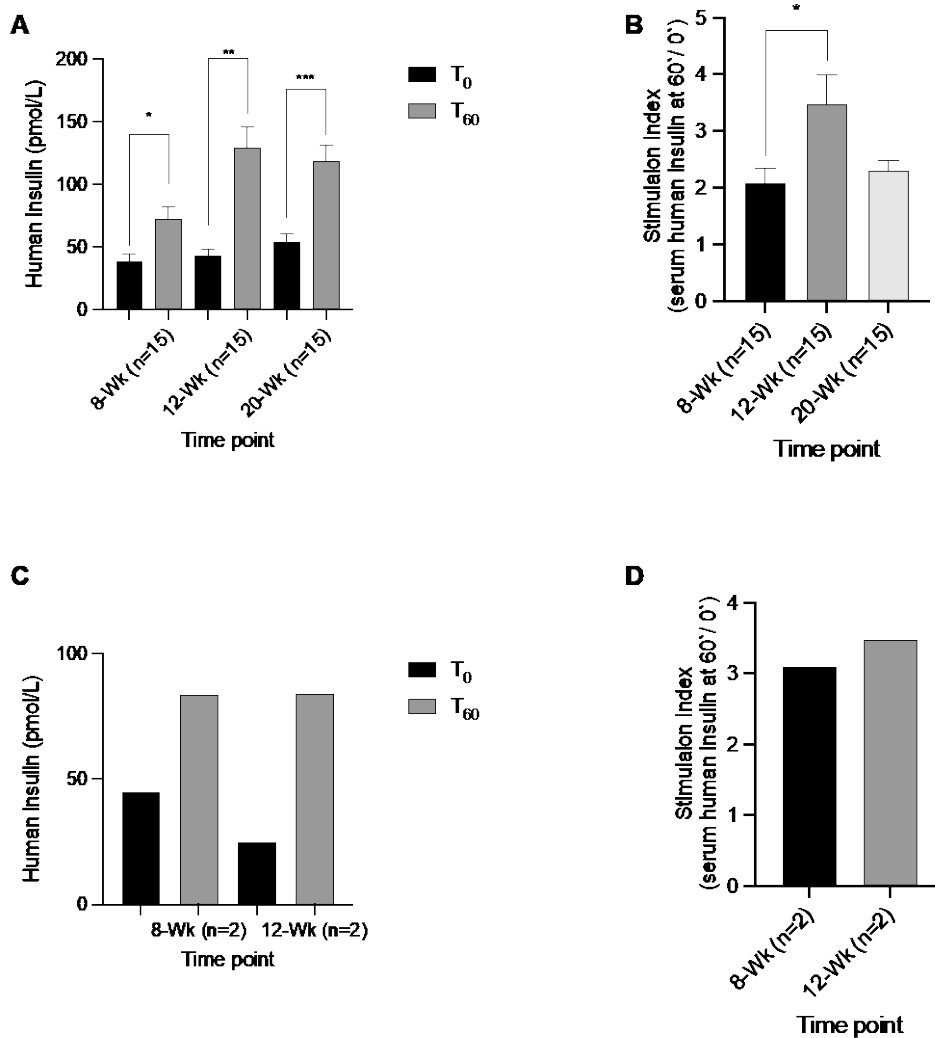 A
Human Insulin (pmol/L)
200
150
100
50
0
*
**
***
T0
T60
8-Wk (n=15)
12-Wk (n=15)
20-Wk (n=15)
Time point
B
Stimulaion Index
(serum human Insulin at 60`/ 0`)
5
4
3
2
1
0
*
8-Wk (n=15)
12-Wk (n=15)
20-Wk (n=15)
Time point
C
Human Insulin (pmol/L)
100
50
0
T0
T60
8-Wk (n=2)
12-Wk (n=2)
Time point
D
Stimulaion Index
(serum human Insulin at 60`/ 0`)
4
3
2
1
0
8-Wk (n=2)
12-Wk (n=2)
Time point